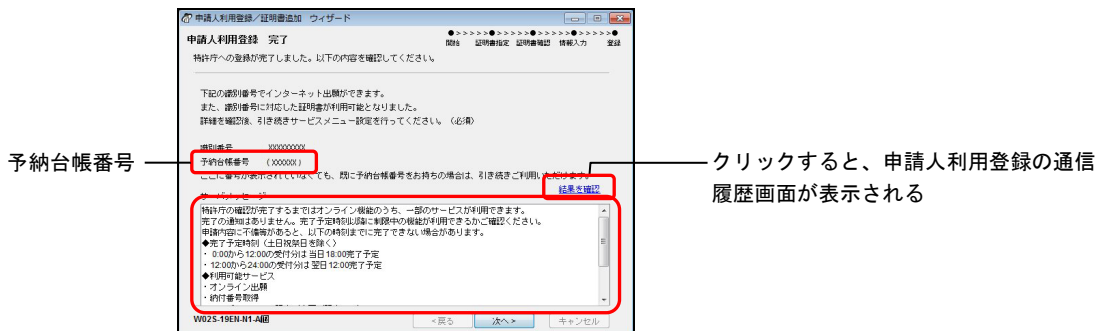 申請人利用登録／証明書追加 ウィザード
申請人利用登録 完了
●>>>>>●>>>>>●>>>>>●>>>>>●
開始 証明書指定 証明書確認 情報入力 登録
特許庁への登録が完了しました。以下の内容を確認してください。
下記の識別番号でインターネット出願ができます。
また、識別番号に対応した証明書が利用可能となりました。
詳細を確認後、引き続きサービスメニュー設定を行ってください。（必須）
識別番号 XXXXXXXXX
予納台帳番号 （XXXXXX）
ここに番号が表示されていなくても、既に予納台帳番号をお持ちの場合は、引き続きご利用いただけます。
結果を確認
サーバメッセージ
特許庁の確認が完了するまではオンライン機能のうち、一部のサービスが利用できます。
完了の通知はありません。完了予定時刻以降に制限中の機能が利用できるかご確認ください。
申請内容に不備等があると、以下の時刻までに完了できない場合があります。
◆完了予定時刻（土日祝祭日を除く）
・ 0:00から12:00の受付分は 当日18:00完了予定
・ 12:00から24:00の受付分は 翌日12:00完了予定
◆利用可能サービス
・オンライン出願
・納付番号取得
W02S-19EN-N1-A
<戻る 次へ> キャンセル
予納台帳番号
クリックすると、申請人利用登録の通信
履歴画面が表示される